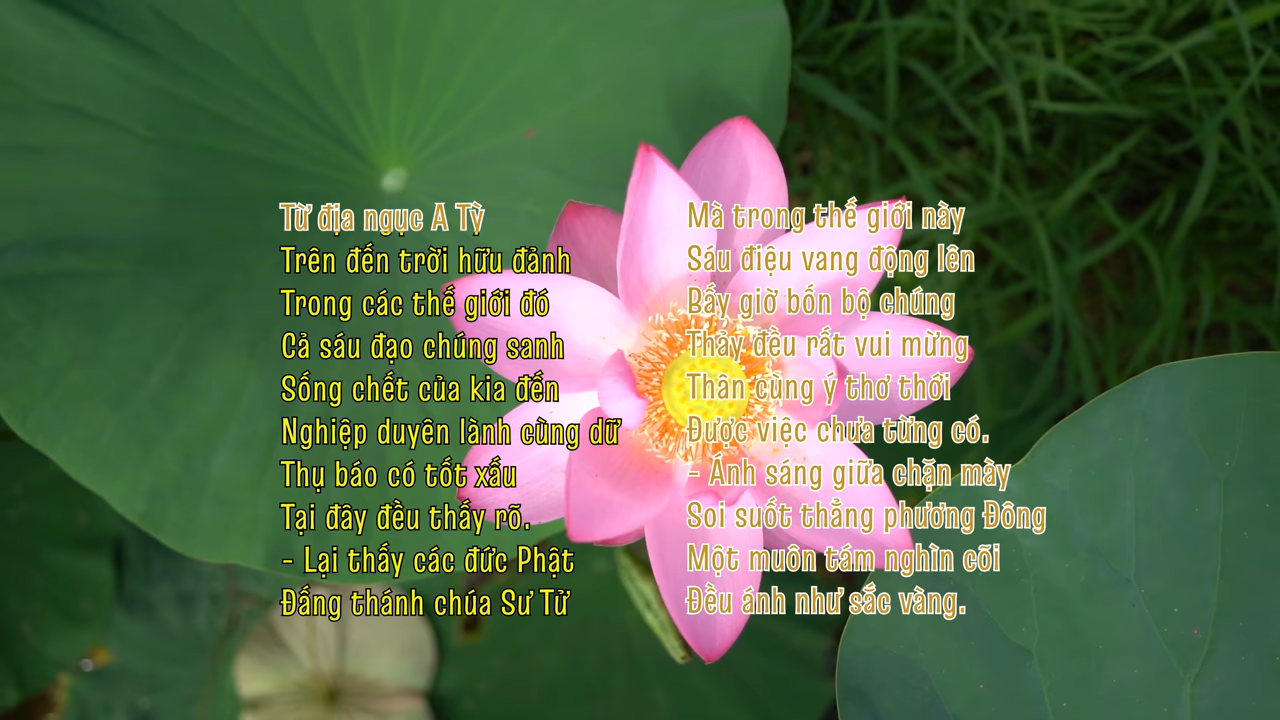 Từ địa ngục A Tỳ
Trên đến trời hữu đảnh
Trong các thế giới đó
Cả sáu đạo chúng sanh
Sống chết của kia đến
Nghiệp duyên lành cùng dữ
Thụ báo có tốt xấu
Tại đây đều thấy rõ.
- Lại thấy các đức Phật
Đấng thánh chúa Sư Tử
Mà trong thế giới này
Sáu điệu vang động lên
Bấy giờ bốn bộ chúng
Thảy đều rất vui mừng
Thân cùng ý thơ thới
Được việc chưa từng có.
- Ánh sáng giữa chặn mày
Soi suốt thẳng phương Đông
Một muôn tám nghìn cõi
Đều ánh như sắc vàng.